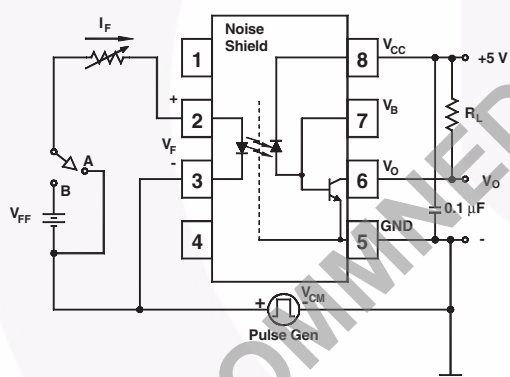 I_F
Noise
Shield
1
8
V_CC
+5 V
+
2
7
V_B
R_L
A
V_F
-
3
6
V_O
V_O
B
V_FF
4
5
GND
0.1 µF
-
+
V_CM
-
Pulse Gen
OMMNED